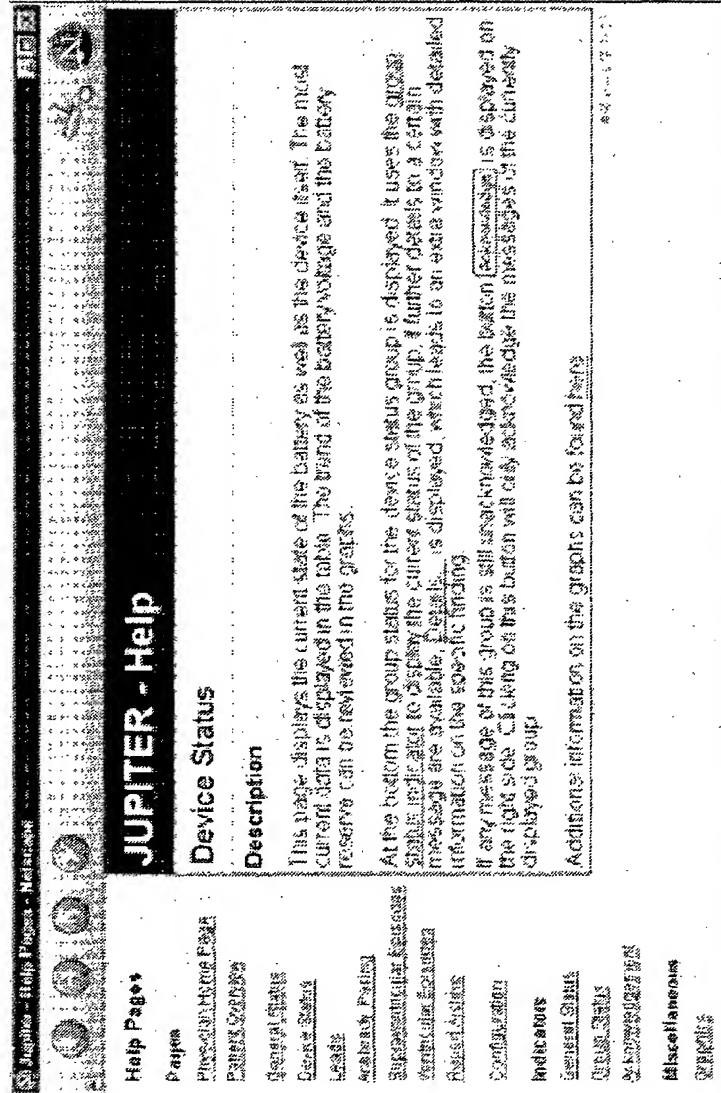 Jupiter - Help Pages - Netscape
Help Pages
Pages
Physician Home Page
Patient Overview
General Status
Device Status
Leads
Antibrady Pacing
Supraventricular
Ventricular
Configuration
Indicators
General Status
Group Status
Acknowledgement
Miscellaneous
Graphics
JUPITER - Help
Device Status
Description
This page displays the current state of the battery as well as the device itself. The most
current data is displayed in the table. The trend of the battery voltage and the battery
reserve can be reviewed in the graphs.
At the bottom the group status for the device status group is displayed. It uses the group
status indicator to display the current status of the group. If further details to a certain
message are available, Details... is displayed, which leads to an extra window with detailed
information on the specific finding.
If any message of this group is still unacknowledged, the button Acknowledge is displayed on
the right side. Clicking on this button will only acknowledge the messages of the currently
displayed group.
Additional information on the graphs can be found here